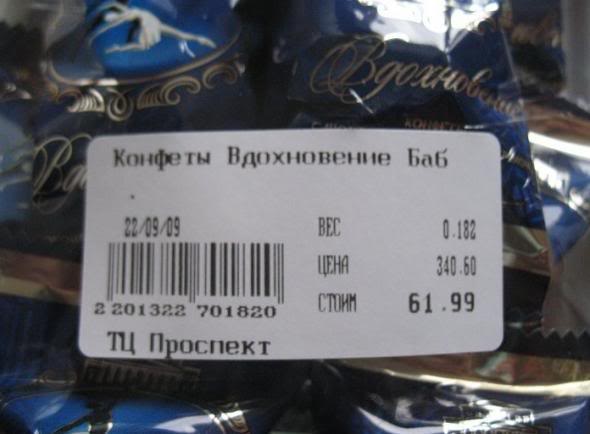 Вдохновение
Конфеты Вдохновение Баб
22/09/09
ВЕС 0.182
ЦЕНА 340.60
СТОИМ 61.99
2 201322 701820
ТЦ Проспект